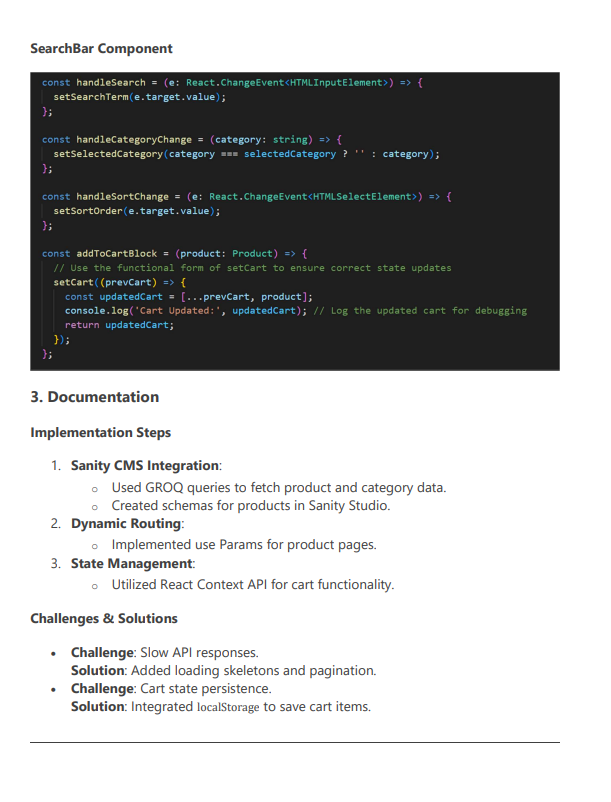 SearchBar Component
const handleSearch = (e: React.ChangeEvent<HTMLInputElement>) => {
  setSearchTerm(e.target.value);
};
const handleCategoryChange = (category: string) => {
  setSelectedCategory(category === selectedCategory ? '' : category);
};
const handleSortChange = (e: React.ChangeEvent<HTMLSelectElement>) => {
  setSortOrder(e.target.value);
};
const addToCartBlock = (product: Product) => {
  // Use the functional form of setCart to ensure correct state updates
  setCart((prevCart) => {
    const updatedCart = [...prevCart, product];
    console.log('Cart Updated:', updatedCart); // Log the updated cart for debugging
    return updatedCart;
  });
};
3. Documentation
Implementation Steps
1. Sanity CMS Integration:
o Used GROQ queries to fetch product and category data.
o Created schemas for products in Sanity Studio.
2. Dynamic Routing:
o Implemented use Params for product pages.
3. State Management:
o Utilized React Context API for cart functionality.
Challenges & Solutions
• Challenge: Slow API responses.
Solution: Added loading skeletons and pagination.
• Challenge: Cart state persistence.
Solution: Integrated localStorage to save cart items.